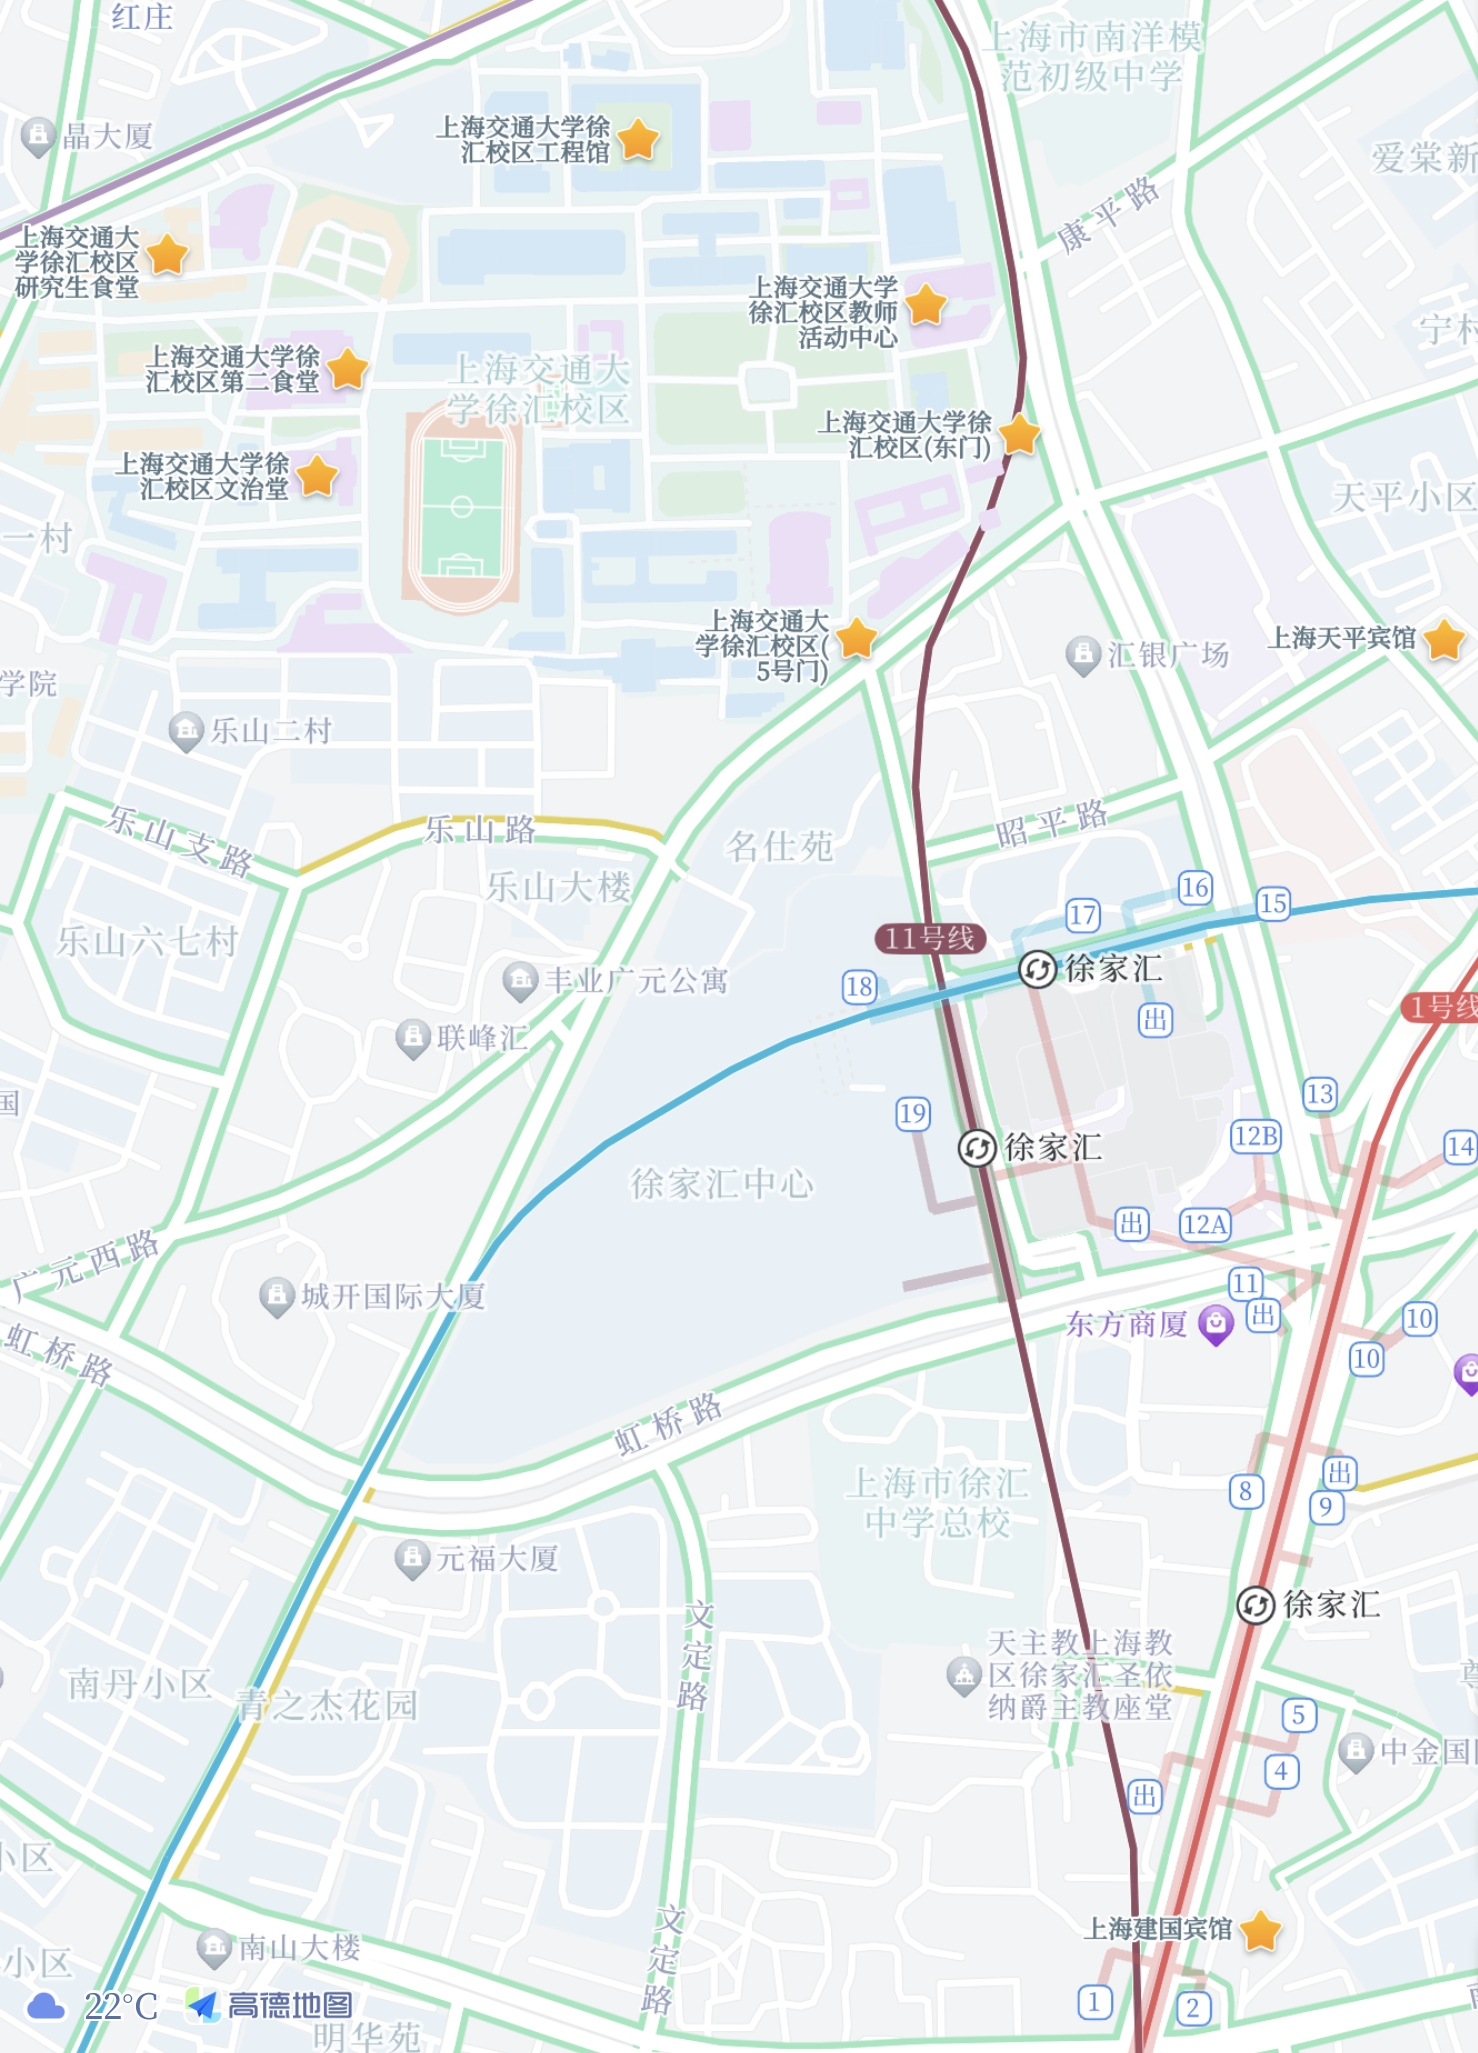 红庄
上海市南洋模
范初级中学
晶大厦
上海交通大学徐
汇校区工程馆
爱棠新
康平路
上海交通大
学徐汇校区
研究生食堂
上海交通大学
徐汇校区教师
活动中心
宁村
上海交通大学徐
汇校区第二食堂
上海交通大
学徐汇校区
上海交通大学徐
汇校区(东门)
上海交通大学徐
汇校区文治堂
天平小区
一村
上海交通大
学徐汇校区(
5号门)
汇银广场
上海天平宾馆
学院
乐山二村
乐山支路
乐山路
昭平路
名仕苑
乐山大楼
16
15
17
乐山六七村
11号线
徐家汇
丰业广元公寓
18
1号线
出
联峰汇
国
13
19
12B
14
徐家汇
徐家汇中心
出
12A
广元西路
城开国际大厦
11
出
东方商厦
10
10
虹桥路
虹桥路
上海市徐汇
中学总校
出
8
9
元福大厦
徐家汇
文定路
天主教上海教
区徐家汇圣依
纳爵主教座堂
南丹小区
青之杰花园
5
中金国
4
出
小区
上海建国宾馆
文定路
南山大楼
小区
1
2
22°C
高德地图
明华苑